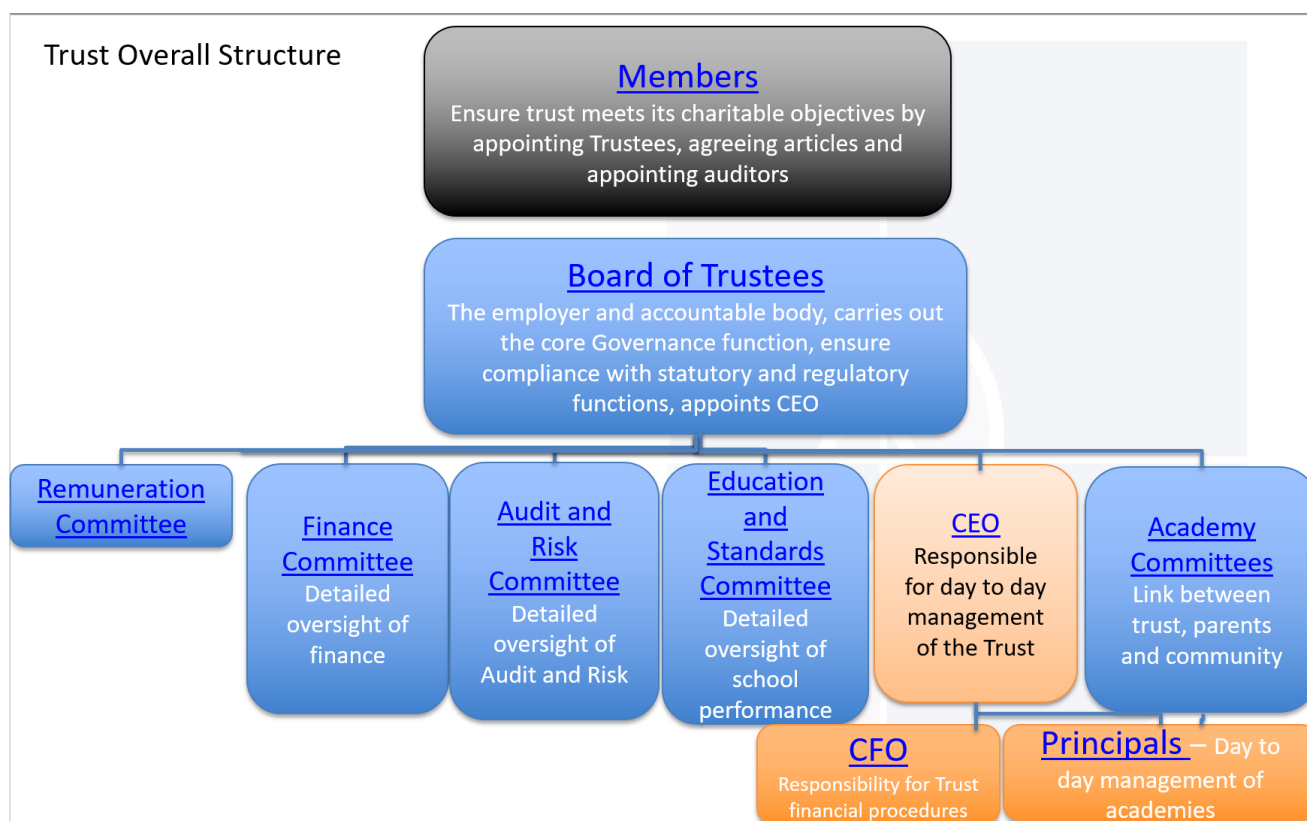 Trust Overall Structure
Members
Ensure trust meets its charitable objectives by
appointing Trustees, agreeing articles and
appointing auditors
Board of Trustees
The employer and accountable body, carries out
the core Governance function, ensure
compliance with statutory and regulatory
functions, appoints CEO
Remuneration
Committee
Finance
Committee
Detailed
oversight of
finance
Audit and
Risk
Committee
Detailed
oversight of
Audit and Risk
Education
and
Standards
Committee
Detailed
oversight of
school
performance
CEO
Responsible
for day to day
management
of the Trust
Academy
Committees
Link between
trust, parents
and community
CFO
Responsibility for Trust
financial procedures
Principals – Day to
day management of
academies